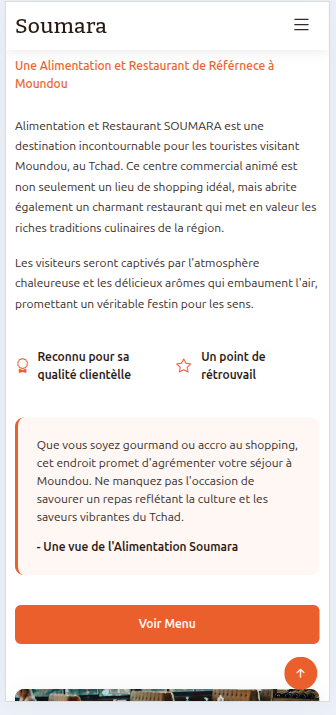 Soumara
Une Alimentation et Restaurant de Référnece à
Moundou
Alimentation et Restaurant SOUMARA est une
destination incontournable pour les touristes visitant
Moundou, au Tchad. Ce centre commercial animé est
non seulement un lieu de shopping idéal, mais abrite
également un charmant restaurant qui met en valeur les
riches traditions culinaires de la région.
Les visiteurs seront captivés par l'atmosphère
chaleureuse et les délicieux arômes qui embaument l'air,
promettant un véritable festin pour les sens.
Reconnu pour sa
qualité clientèlle
Un point de
rétrouvail
Que vous soyez gourmand ou accro au shopping,
cet endroit promet d'agrémenter votre séjour à
Moundou. Ne manquez pas l'occasion de
savourer un repas reflétant la culture et les
saveurs vibrantes du Tchad.
- Une vue de l'Alimentation Soumara
Voir Menu